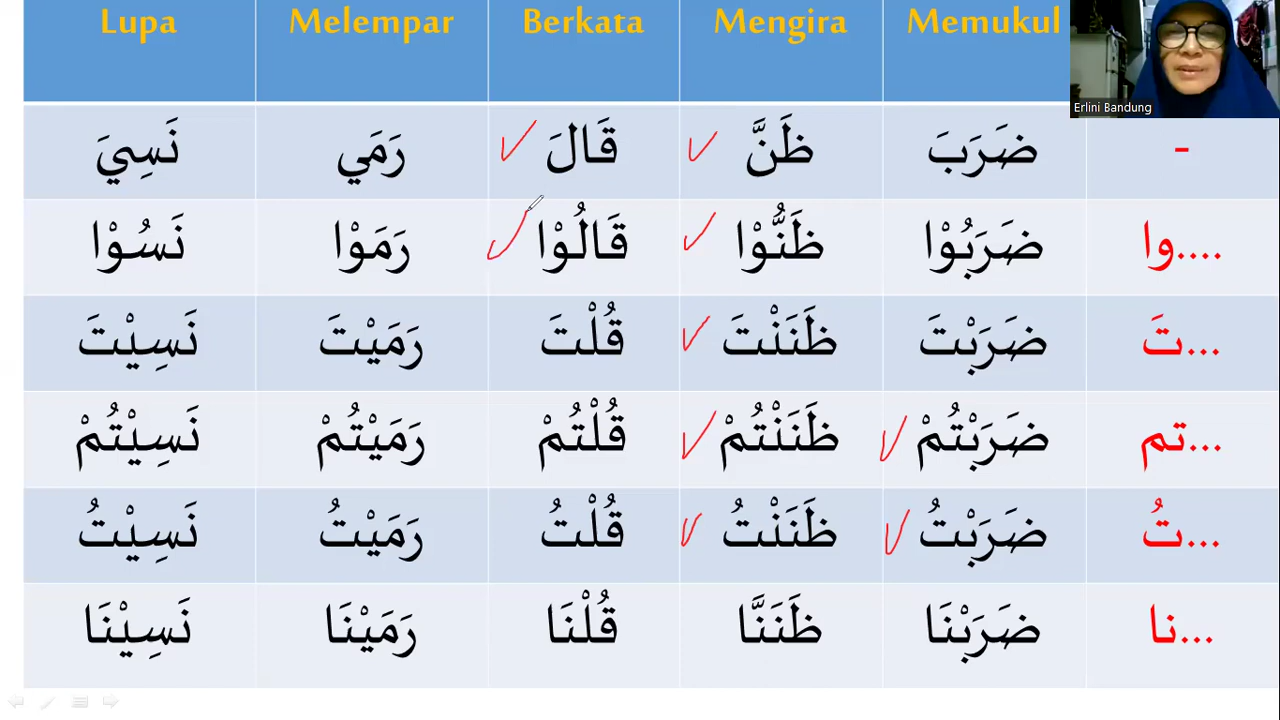 Lupa Melempar Berkata Mengira Memukul
Erlini Bandung
- ضَرَبَ ظَنَّ قَالَ رَمَي نَسِيَ
....وا ضَرَبُوْا ظَنُّوْا قَالُوْا رَمَوْا نَسُوْا
...تَ ضَرَبْتَ ظَنَنْتَ قُلْتَ رَمَيْتَ نَسِيْتَ
...تم ضَرَبْتُمْ ظَنَنْتُمْ قُلْتُمْ رَمَيْتُمْ نَسِيْتُمْ
...تُ ضَرَبْتُ ظَنَنْتُ قُلْتُ رَمَيْتُ نَسِيْتُ
...نا ضَرَبْنَا ظَنَنَّا قُلْنَا رَمَيْنَا نَسِيْنَا